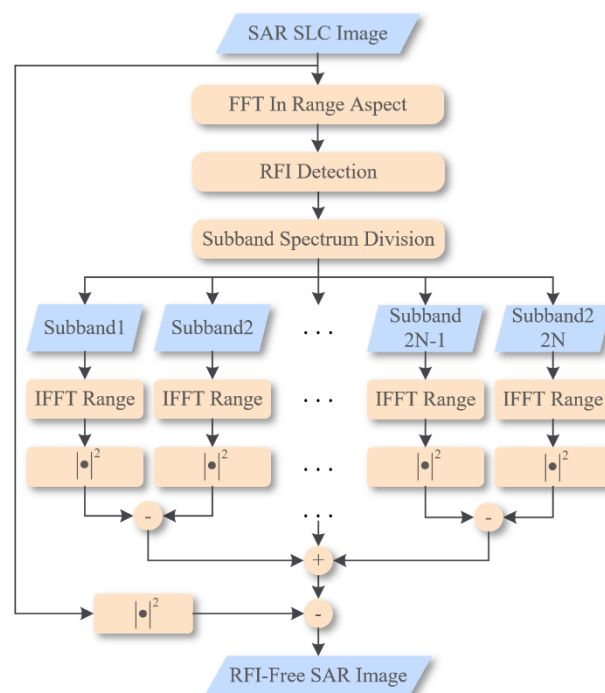 SAR SLC Image
FFT In Range Aspect
RFI Detection
Subband Spectrum Division
Subband1 Subband2 ... Subband 2N-1 Subband2 2N
IFFT Range IFFT Range ... IFFT Range IFFT Range
|•|² |•|² ... |•|² |•|²
- ... -
+
|•|² -
RFI-Free SAR Image